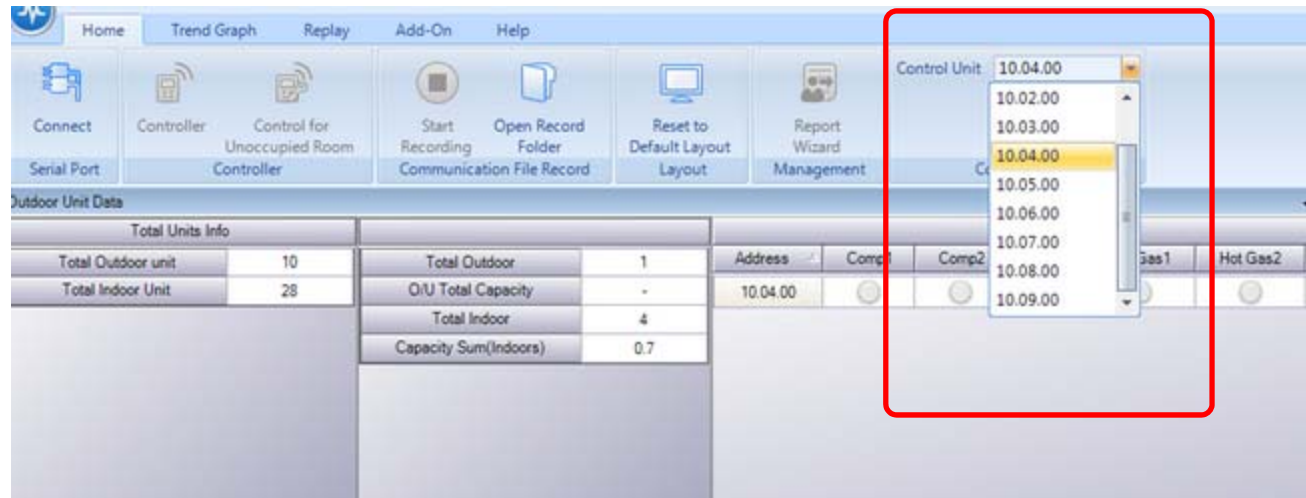 Home Trend Graph Replay Add-On Help
Control Unit 10.04.00
Connect Controller Control for Unoccupied Room Start Recording Open Record Folder Reset to Default Layout Report Wizard
Serial Port Controller Communication File Record Layout Management
10.02.00
10.03.00
10.04.00
10.05.00
10.06.00
10.07.00
10.08.00
10.09.00
Outdoor Unit Data
Total Units Info
Total Outdoor unit 10 Total Outdoor 1 Address Comp1 Comp2 Gas1 Hot Gas2
Total Indoor Unit 28 O/U Total Capacity - 10.04.00
Total Indoor 4
Capacity Sum(Indoors) 0.7